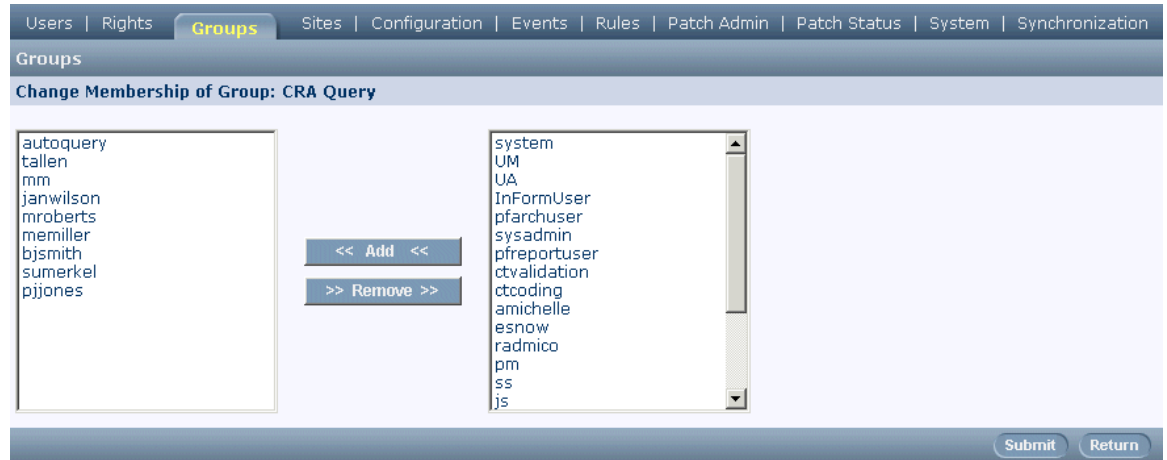 Users | Rights Groups Sites | Configuration | Events | Rules | Patch Admin | Patch Status | System | Synchronization
Groups
Change Membership of Group: CRA Query
autoquery
tallen
mm
janwilson
mroberts
memiller
bjsmith
sumerkel
pjjones
<< Add <<
>> Remove >>
system
UM
UA
InFormUser
pfarchuser
sysadmin
pfreportuser
ctvalidation
ctcoding
amichelle
esnow
radmico
pm
ss
js
Submit Return